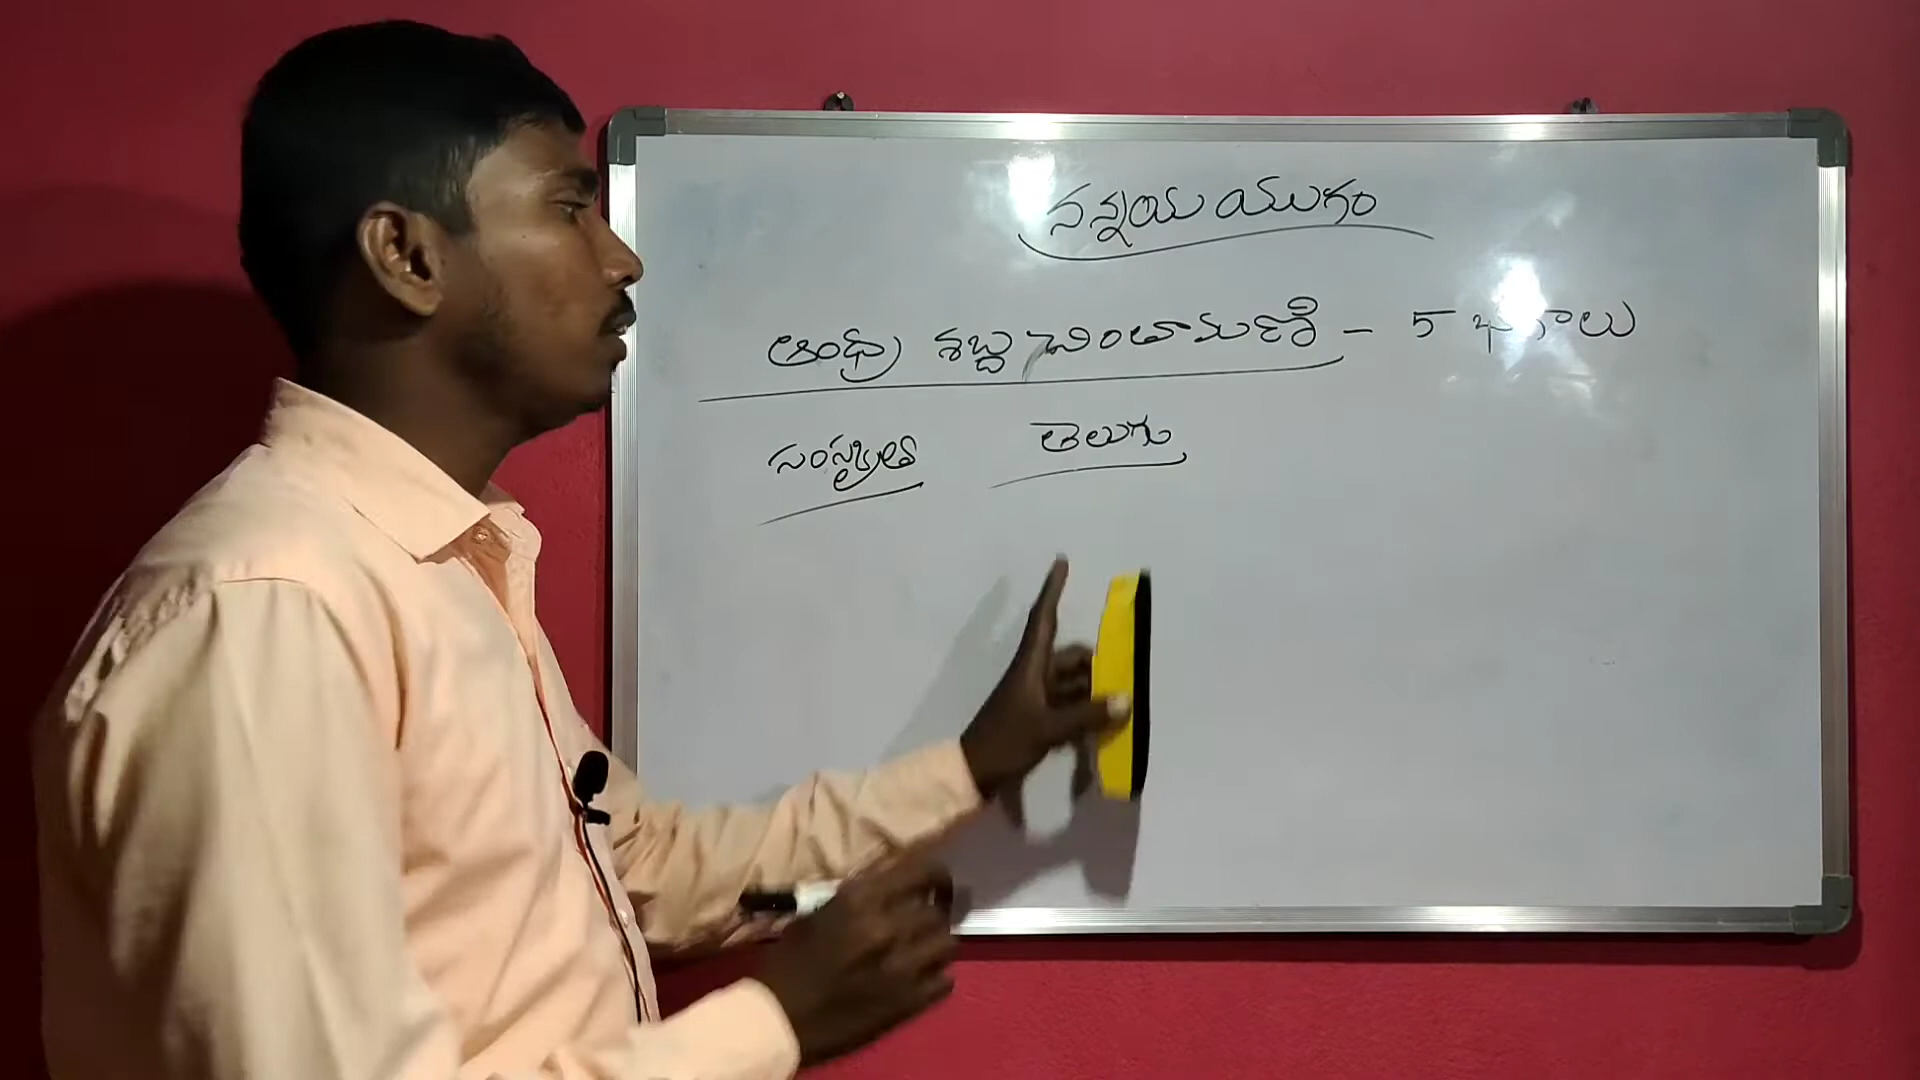 నన్నయ యుగం
ఆంధ్ర శబ్ద చింతామణి - 5 భాగాలు
సంస్కృతా తెలుగు